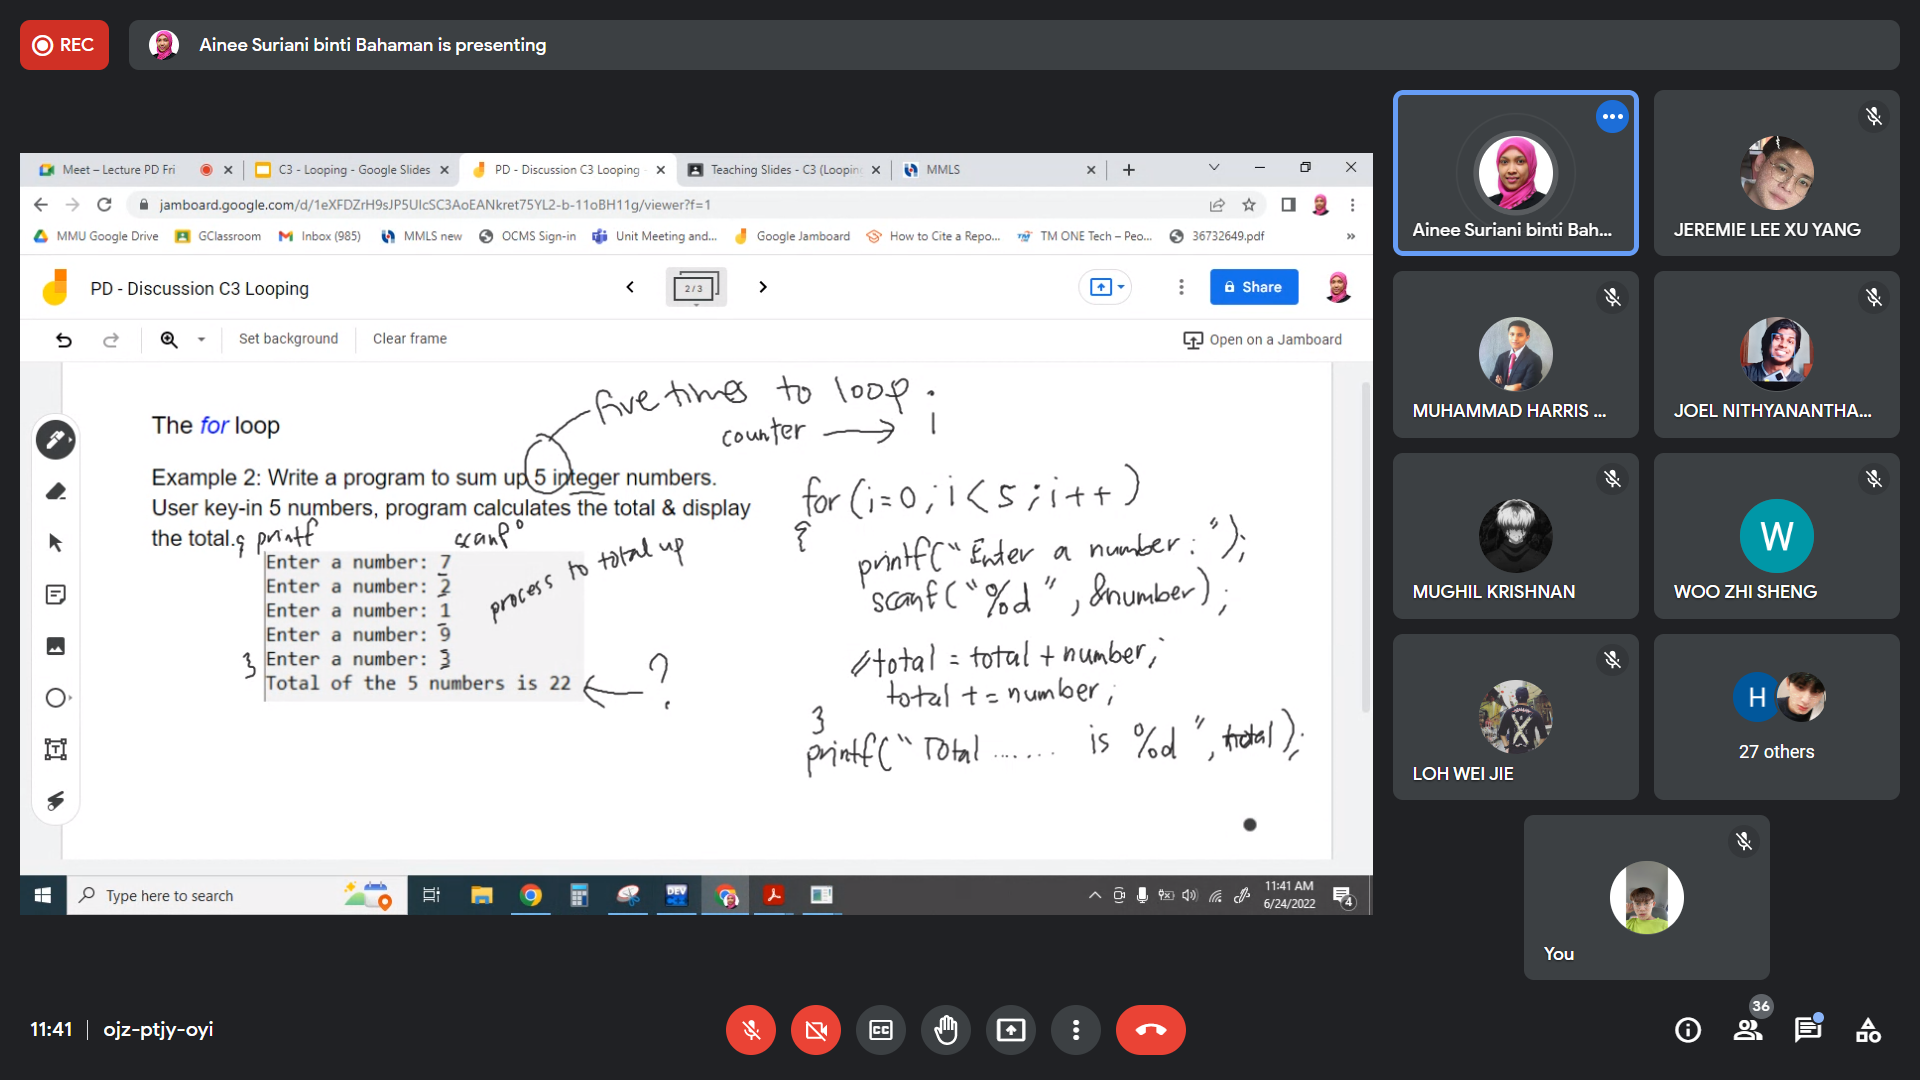 REC
Ainee Suriani binti Bahaman is presenting
Meet – Lecture PD Fri
C3 - Looping - Google Slides
PD - Discussion C3 Looping
Teaching Slides - C3 (Looping
MMLS
jamboard.google.com/d/1eXFDZrH9sJP5UIcSC3AoEANkret75YL2-b-11oBH11g/viewer?f=1
MMU Google Drive
GClassroom
Inbox (985)
MMLS new
OCMS Sign-in
Unit Meeting and...
Google Jamboard
How to Cite a Repo...
TM ONE Tech – Peo...
36732649.pdf
»
PD - Discussion C3 Looping
2 / 3
Share
Set background
Clear frame
Open on a Jamboard
five times to loop.
counter → i
The for loop
Example 2: Write a program to sum up 5 integer numbers.
User key-in 5 numbers, program calculates the total & display
the total.
{ printf
scanf
process to total up
Enter a number: 7
Enter a number: 2
Enter a number: 1
Enter a number: 9
} Enter a number: 3
Total of the 5 numbers is 22
?
for (i=0; i<5; i++)
{
printf("Enter a number: ");
scanf("%d", &number);
//total = total + number;
total += number;
}
printf("Total ...... is %d", total);
Type here to search
DEV
11:41 AM
6/24/2022
4
Ainee Suriani binti Bah...
JEREMIE LEE XU YANG
MUHAMMAD HARRIS ...
JOEL NITHYANANTHA...
MUGHIL KRISHNAN
W
WOO ZHI SHENG
LOH WEI JIE
H
27 others
You
11:41
ojz-ptjy-oyi
CC
36